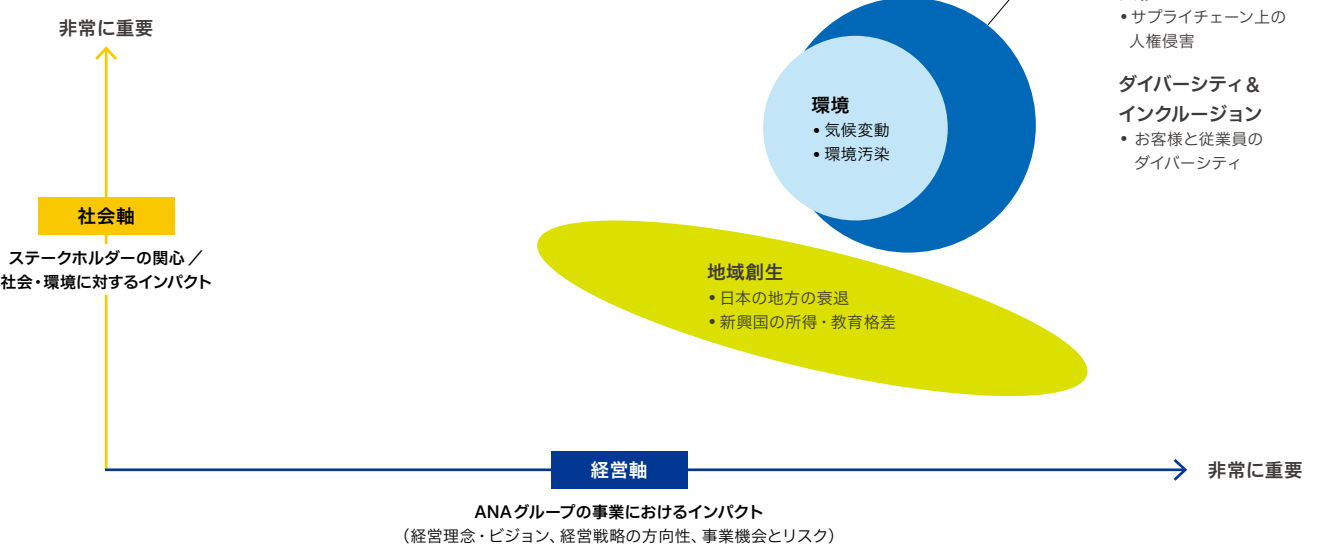 非常に重要
• サプライチェーン上の
人権侵害
ダイバーシティ&
インクルージョン
• お客様と従業員の
ダイバーシティ
環境
• 気候変動
• 環境汚染
社会軸
ステークホルダーの関心／
社会・環境に対するインパクト
地域創生
• 日本の地方の衰退
• 新興国の所得・教育格差
経営軸
非常に重要
ANAグループの事業におけるインパクト
（経営理念・ビジョン、経営戦略の方向性、事業機会とリスク）